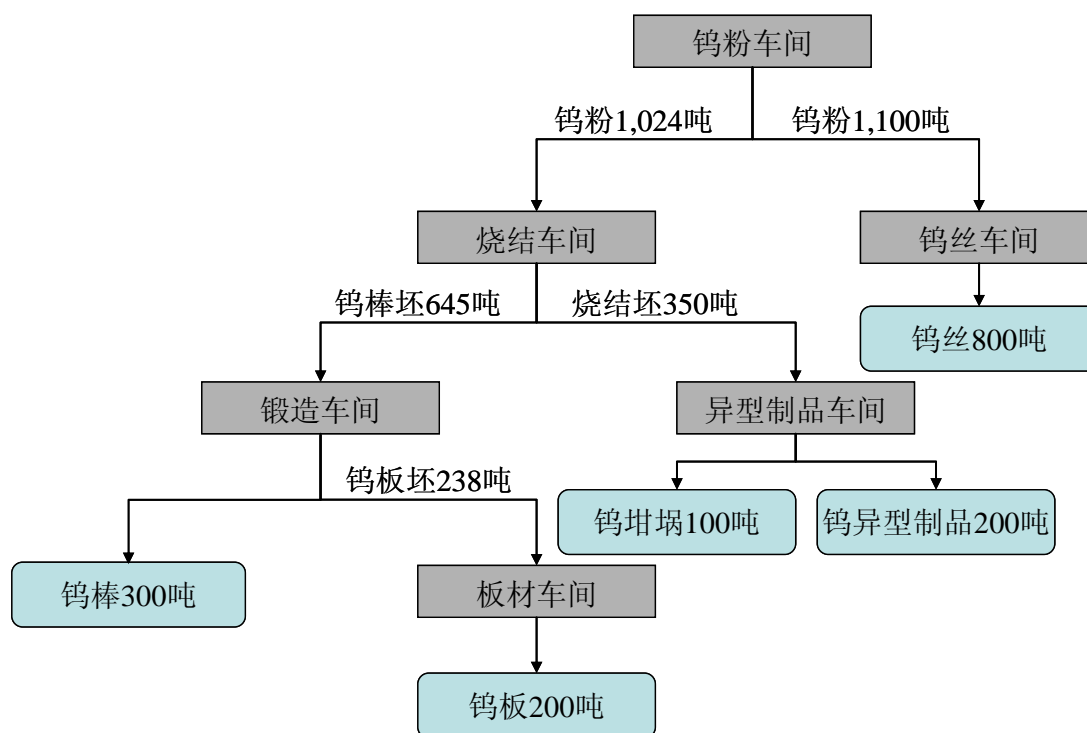 钨粉车间
钨粉1,024吨
钨粉1,100吨
烧结车间
钨丝车间
钨棒坯645吨
烧结坯350吨
钨丝800吨
锻造车间
异型制品车间
钨板坯238吨
钨坩埚100吨
钨异型制品200吨
钨棒300吨
板材车间
钨板200吨